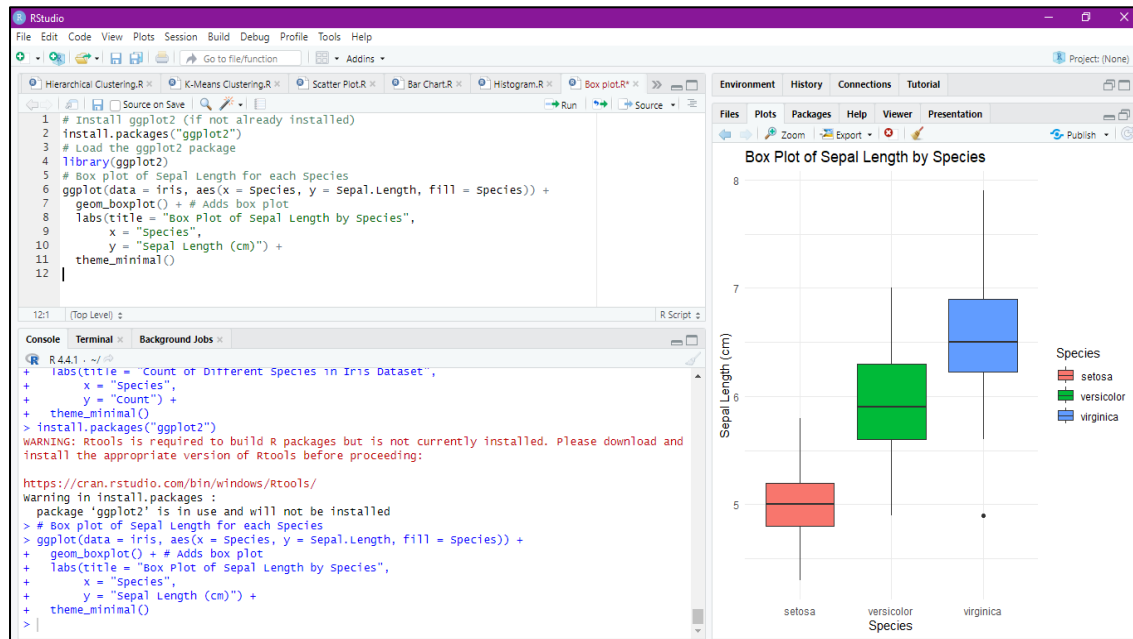 RStudio
File Edit Code View Plots Session Build Debug Profile Tools Help
Go to file/function
Addins
Project: (None)
Hierarchical Clustering.R
K-Means Clustering.R
Scatter Plot.R
Bar Chart.R
Histogram.R
Box plot.R*
Source on Save
Run
Source
1 # Install ggplot2 (if not already installed)
2 install.packages("ggplot2")
3 # Load the ggplot2 package
4 library(ggplot2)
5 # Box plot of Sepal Length for each Species
6 ggplot(data = iris, aes(x = Species, y = Sepal.Length, fill = Species)) +
7   geom_boxplot() + # Adds box plot
8   labs(title = "Box Plot of Sepal Length by Species",
9        x = "Species",
10        y = "Sepal Length (cm)") +
11   theme_minimal()
12
12:1 (Top Level) R Script
Console Terminal Background Jobs
R 4.4.1 · ~/
+   labs(title = "Count of Different Species in Iris Dataset",
+        x = "Species",
+        y = "Count") +
+   theme_minimal()
> install.packages("ggplot2")
WARNING: Rtools is required to build R packages but is not currently installed. Please download and
install the appropriate version of Rtools before proceeding:
https://cran.rstudio.com/bin/windows/Rtools/
Warning in install.packages :
  package ‘ggplot2’ is in use and will not be installed
> # Box plot of Sepal Length for each Species
> ggplot(data = iris, aes(x = Species, y = Sepal.Length, fill = Species)) +
+   geom_boxplot() + # Adds box plot
+   labs(title = "Box Plot of Sepal Length by Species",
+        x = "Species",
+        y = "Sepal Length (cm)") +
+   theme_minimal()
>
Environment History Connections Tutorial
Files Plots Packages Help Viewer Presentation
Zoom Export Publish
Box Plot of Sepal Length by Species
8
7
6
5
Sepal Length (cm)
setosa versicolor virginica
Species
Species
setosa
versicolor
virginica